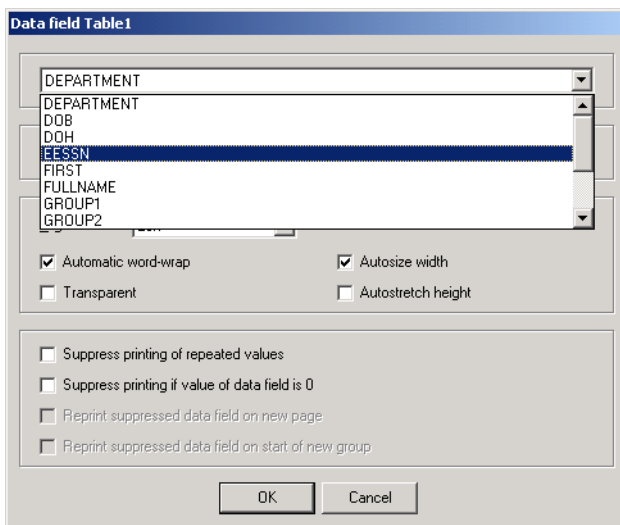 Data field Table1
DEPARTMENT
DEPARTMENT
DOB
DOH
EESSN
FIRST
FULLNAME
GROUP1
GROUP2
Automatic word-wrap
Autosize width
Transparent
Autostretch height
Suppress printing of repeated values
Suppress printing if value of data field is 0
Reprint suppressed data field on new page
Reprint suppressed data field on start of new group
OK
Cancel